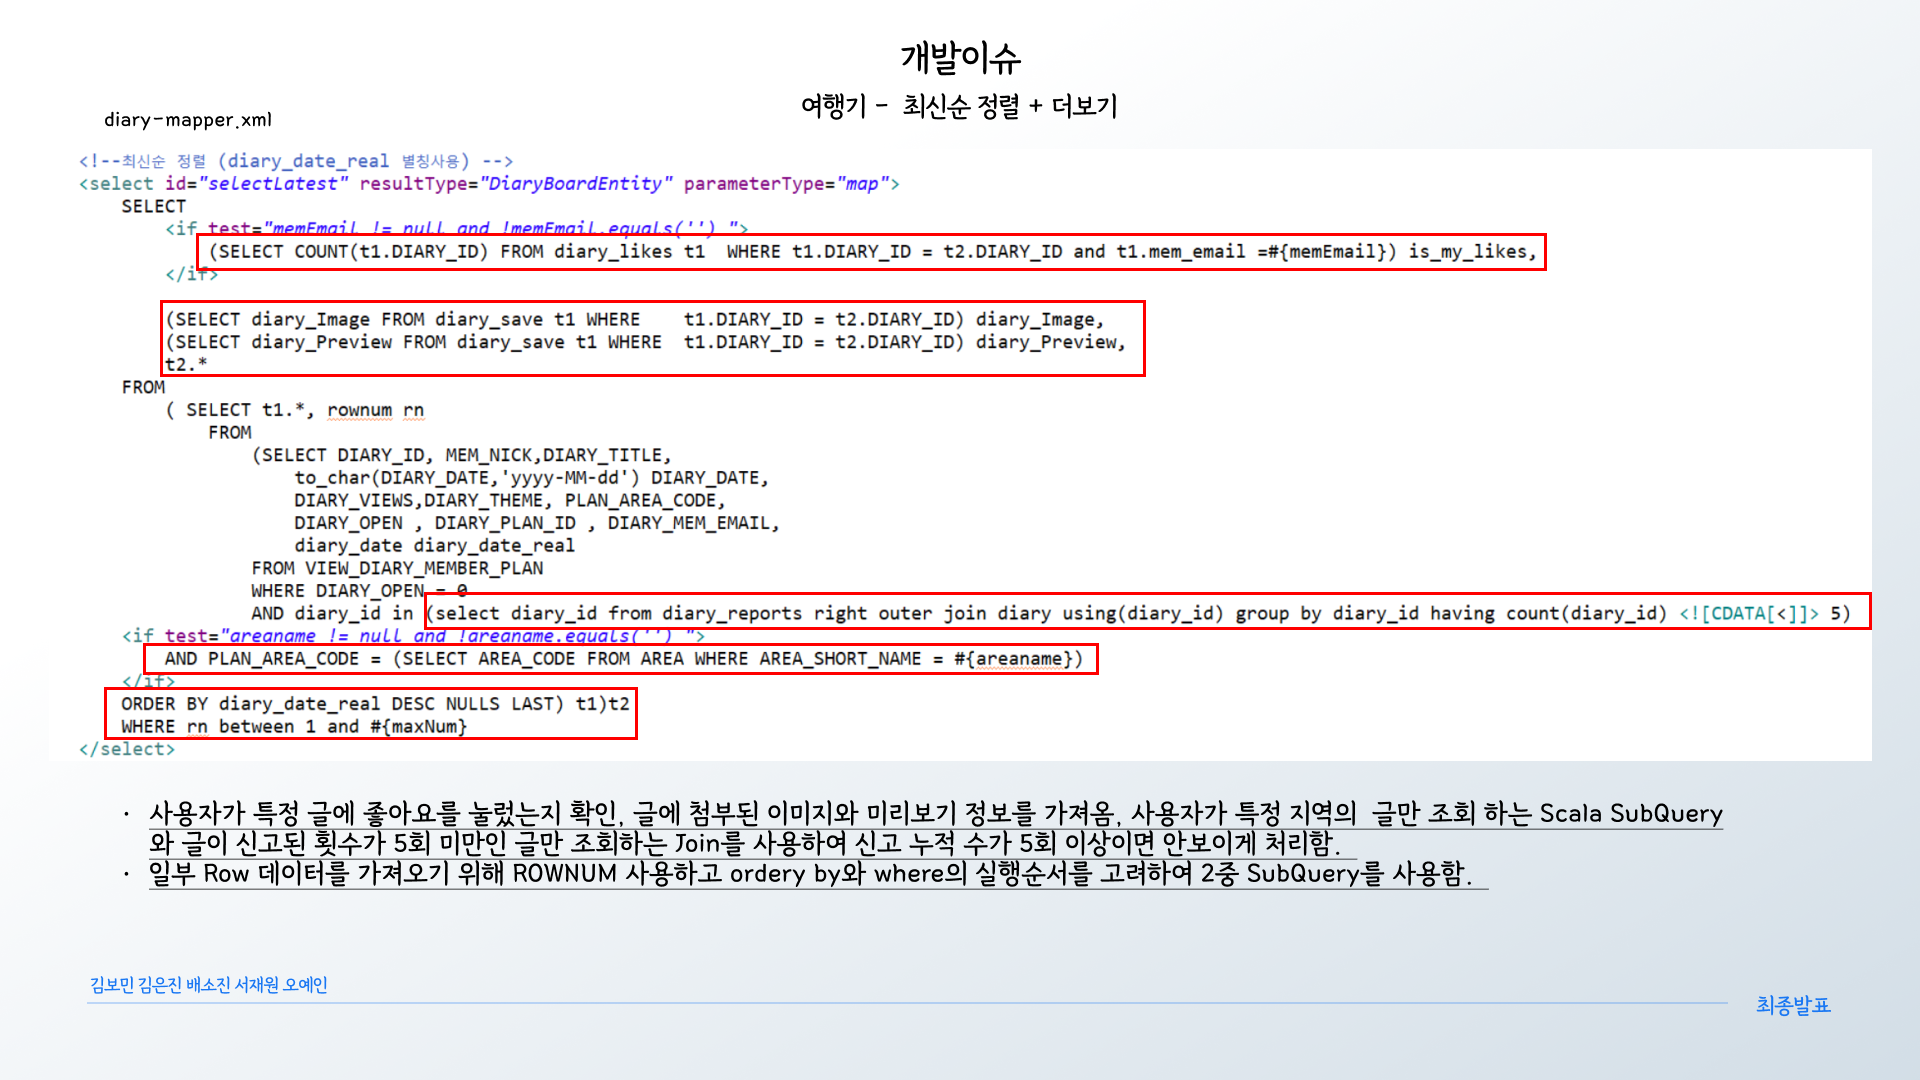 개발이슈
여행기 - 최신순 정렬 + 더보기
diary-mapper.xml
<!--최신순 정렬 (diary_date_real 별칭사용) -->
<select id="selectLatest" resultType="DiaryBoardEntity" parameterType="map">
SELECT
<if test="memEmail != null and !memEmail.equals('') ">
(SELECT COUNT(t1.DIARY_ID) FROM diary_likes t1  WHERE t1.DIARY_ID = t2.DIARY_ID and t1.mem_email =#{memEmail}) is_my_likes,
</if>
(SELECT diary_Image FROM diary_save t1 WHERE    t1.DIARY_ID = t2.DIARY_ID) diary_Image,
(SELECT diary_Preview FROM diary_save t1 WHERE  t1.DIARY_ID = t2.DIARY_ID) diary_Preview,
t2.*
FROM
( SELECT t1.*, rownum rn
FROM
(SELECT DIARY_ID, MEM_NICK,DIARY_TITLE,
to_char(DIARY_DATE,'yyyy-MM-dd') DIARY_DATE,
DIARY_VIEWS,DIARY_THEME, PLAN_AREA_CODE,
DIARY_OPEN , DIARY_PLAN_ID , DIARY_MEM_EMAIL,
diary_date diary_date_real
FROM VIEW_DIARY_MEMBER_PLAN
WHERE DIARY_OPEN = 0
AND diary_id in (select diary_id from diary_reports right outer join diary using(diary_id) group by diary_id having count(diary_id) <![CDATA[<]]> 5)
<if test="areaname != null and !areaname.equals('') ">
AND PLAN_AREA_CODE = (SELECT AREA_CODE FROM AREA WHERE AREA_SHORT_NAME = #{areaname})
</if>
ORDER BY diary_date_real DESC NULLS LAST) t1)t2
WHERE rn between 1 and #{maxNum}
</select>
• 사용자가 특정 글에 좋아요를 눌렀는지 확인, 글에 첨부된 이미지와 미리보기 정보를 가져옴, 사용자가 특정 지역의  글만 조회 하는 Scala SubQuery
와 글이 신고된 횟수가 5회 미만인 글만 조회하는 Join를 사용하여 신고 누적 수가 5회 이상이면 안보이게 처리함.
• 일부 Row 데이터를 가져오기 위해 ROWNUM 사용하고 ordery by와 where의 실행순서를 고려하여 2중 SubQuery를 사용함.
김보민 김은진 배소진 서재원 오예인
최종발표